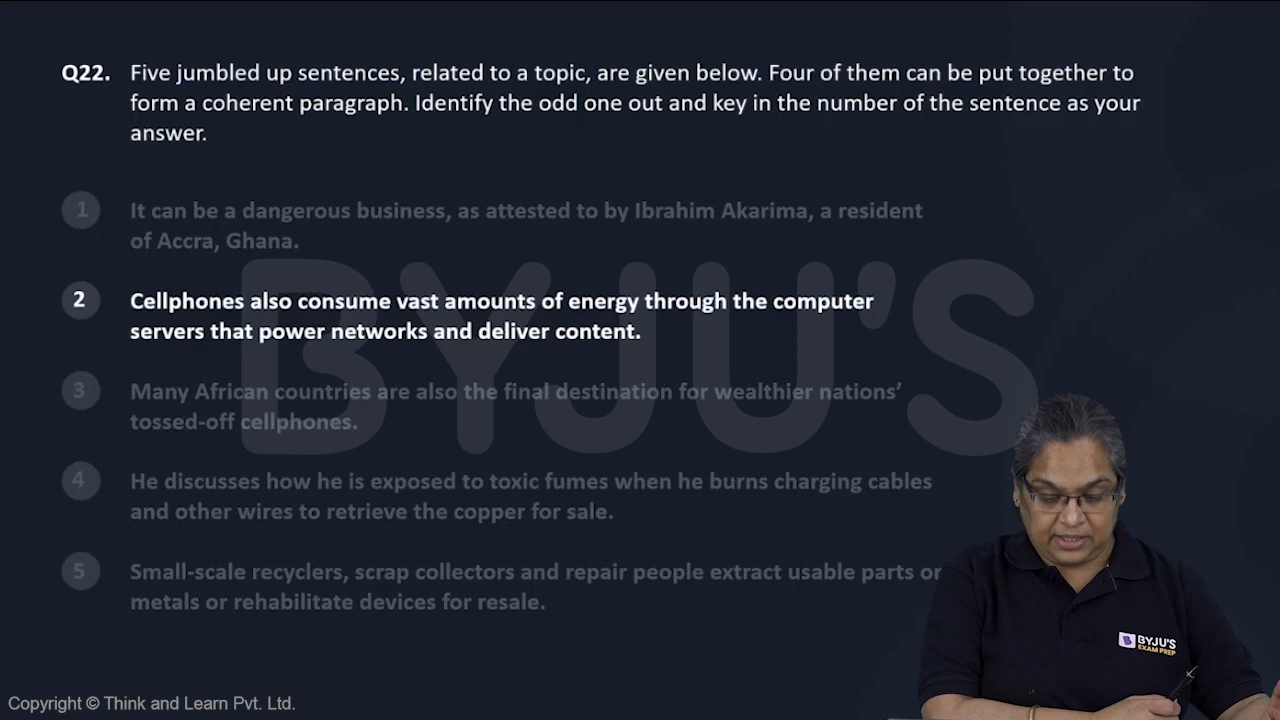 Q22. Five jumbled up sentences, related to a topic, are given below. Four of them can be put together to
form a coherent paragraph. Identify the odd one out and key in the number of the sentence as your
answer.
1 It can be a dangerous business, as attested to by Ibrahim Akarima, a resident
of Accra, Ghana.
2 Cellphones also consume vast amounts of energy through the computer
servers that power networks and deliver content.
3 Many African countries are also the final destination for wealthier nations’
tossed-off cellphones.
4 He discusses how he is exposed to toxic fumes when he burns charging cables
and other wires to retrieve the copper for sale.
5 Small-scale recyclers, scrap collectors and repair people extract usable parts or
metals or rehabilitate devices for resale.
BYJU'S
BYJU'S
EXAM PREP
Copyright © Think and Learn Pvt. Ltd.